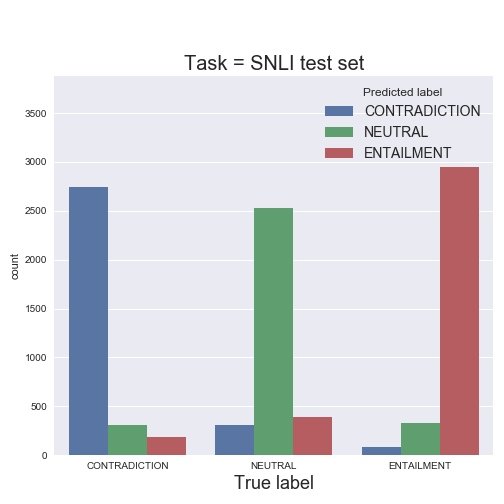 Task = SNLI test set
Predicted label
CONTRADICTION
NEUTRAL
ENTAILMENT
3500
3000
2500
2000
1500
1000
500
0
count
CONTRADICTION NEUTRAL ENTAILMENT
True label